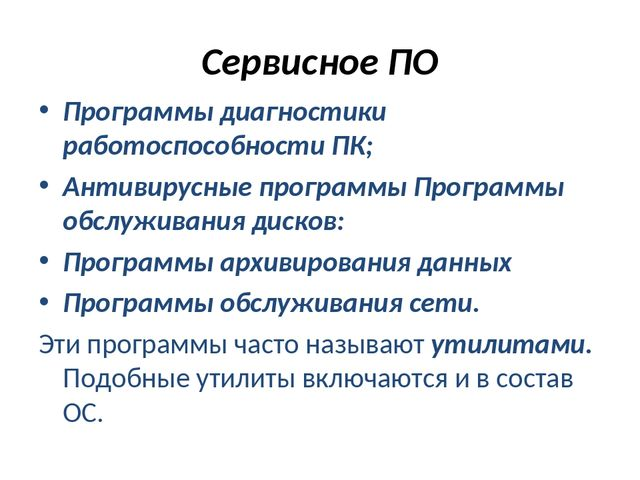 Сервисное ПО
• Программы диагностики
работоспособности ПК;
• Антивирусные программы Программы
обслуживания дисков:
• Программы архивирования данных
• Программы обслуживания сети.
Эти программы часто называют утилитами.
Подобные утилиты включаются и в состав
ОС.